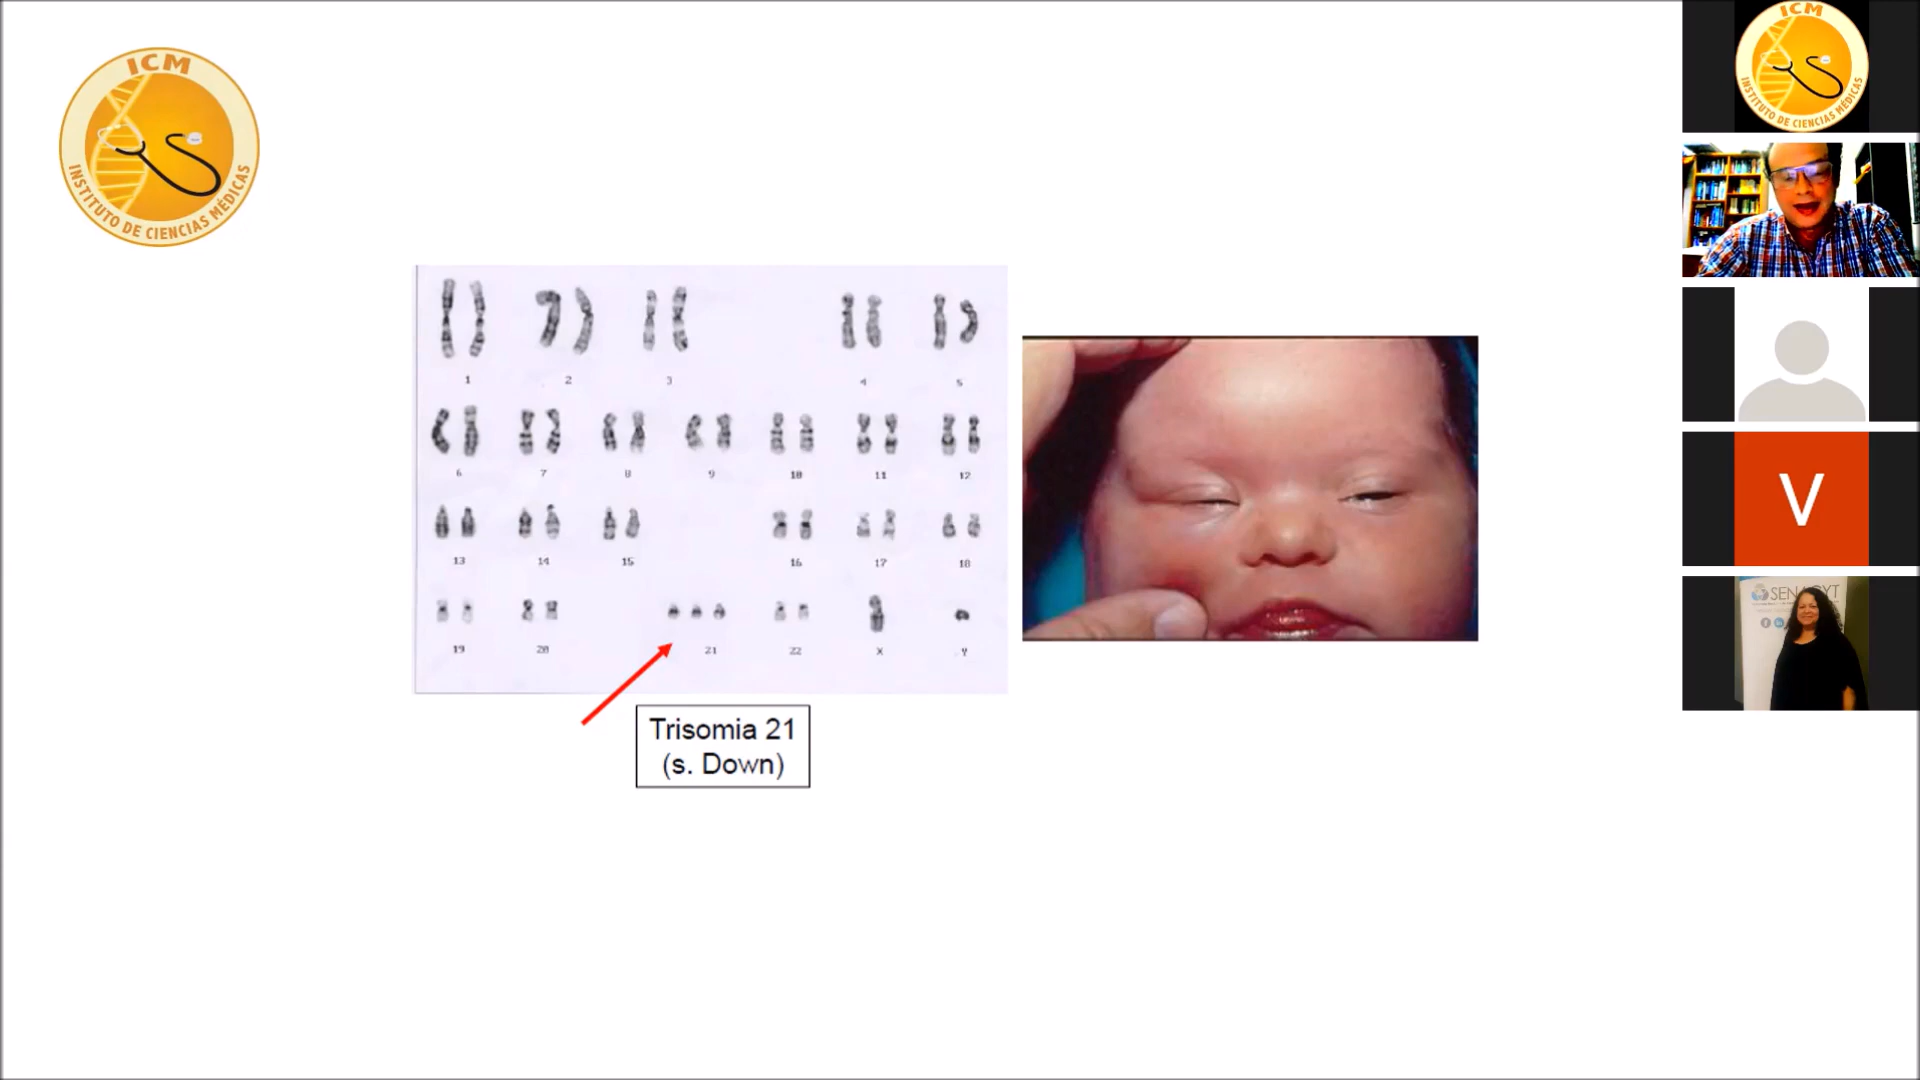 ICM
INSTITUTO DE CIENCIAS MÉDICAS
1 2 3 4 5
6 7 8 9 10 11 12
13 14 15 16 17 18
19 20 21 22 X Y
Trisomia 21
(s. Down)
ICM
INSTITUTO DE CIENCIAS MÉDICAS
V